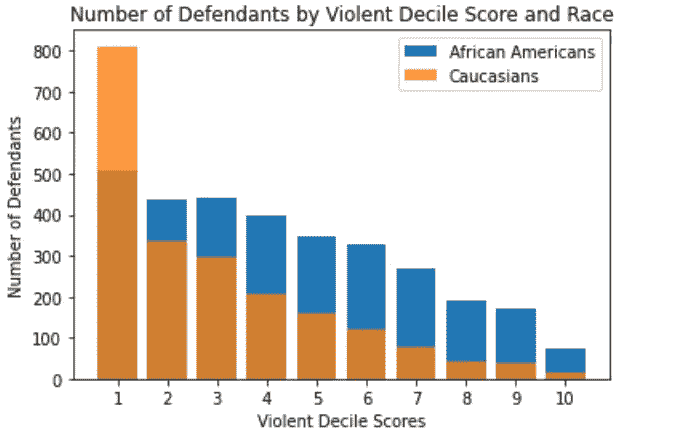 Number of Defendants by Violent Decile Score and Race
African Americans
Caucasians
800
700
600
500
400
300
200
100
0
Number of Defendants
1 2 3 4 5 6 7 8 9 10
Violent Decile Scores